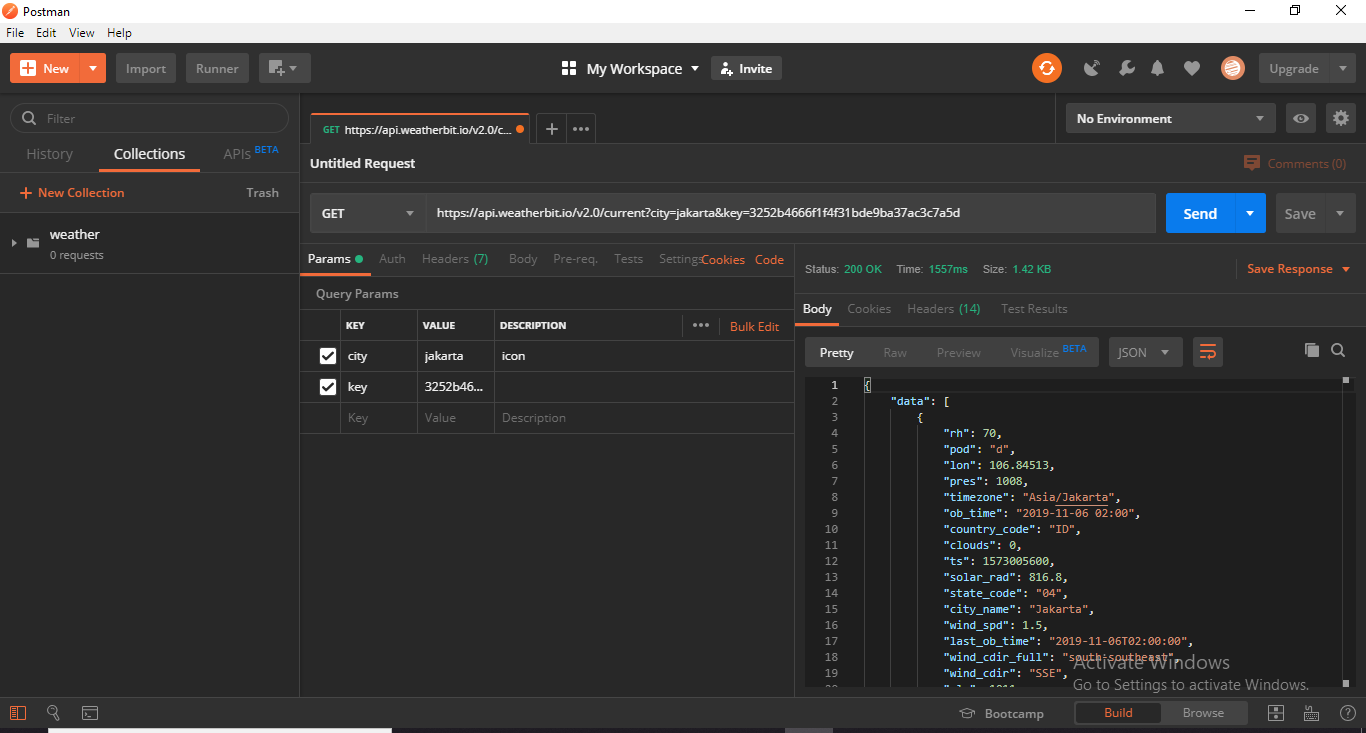 Postman
File Edit View Help
New Import Runner My Workspace Invite Upgrade
Filter
History Collections APIs BETA
New Collection Trash
weather
0 requests
GET https://api.weatherbit.io/v2.0/c... No Environment
Untitled Request Comments (0)
GET https://api.weatherbit.io/v2.0/current?city=jakarta&key=3252b4666f1f4f31bde9ba37ac3c7a5d Send Save
Params Auth Headers (7) Body Pre-req. Tests Settings Cookies Code
Query Params
KEY VALUE DESCRIPTION Bulk Edit
city jakarta icon
key 3252b46...
Key Value Description
Status: 200 OK Time: 1557ms Size: 1.42 KB Save Response
Body Cookies Headers (14) Test Results
Pretty Raw Preview Visualize BETA JSON
1 {
2 "data": [
3 {
4 "rh": 70,
5 "pod": "d",
6 "lon": 106.84513,
7 "pres": 1008,
8 "timezone": "Asia/Jakarta",
9 "ob_time": "2019-11-06 02:00",
10 "country_code": "ID",
11 "clouds": 0,
12 "ts": 1573005600,
13 "solar_rad": 816.8,
14 "state_code": "04",
15 "city_name": "Jakarta",
16 "wind_spd": 1.5,
17 "last_ob_time": "2019-11-06T02:00:00",
18 "wind_cdir_full": "south-southeast",
19 "wind_cdir": "SSE",
Activate Windows
Go to Settings to activate Windows.
Bootcamp Build Browse